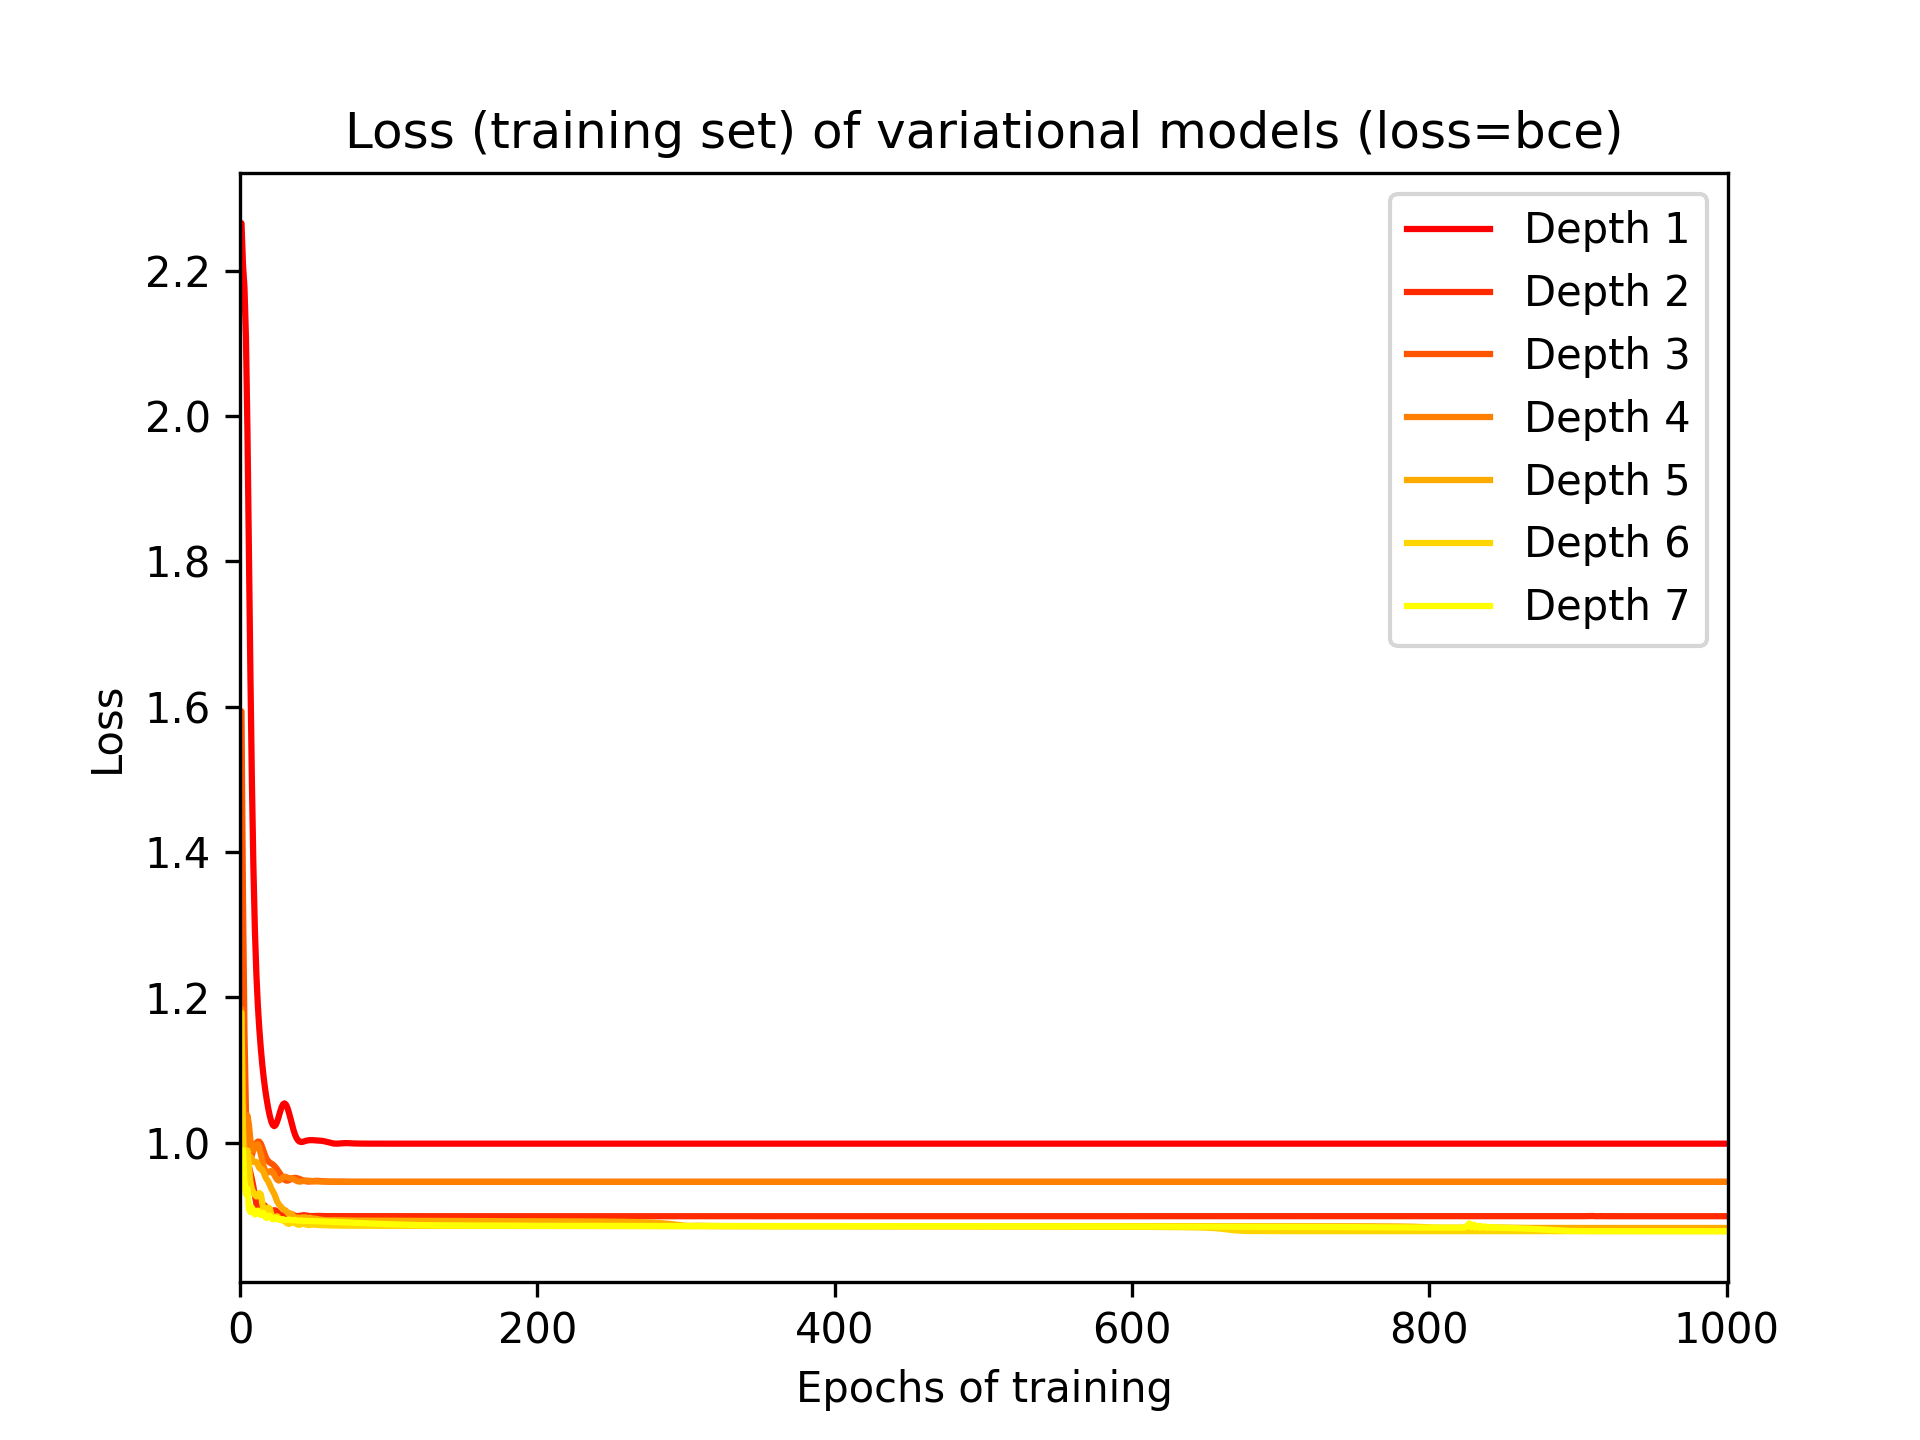 Loss (training set) of variational models (loss=bce)
Depth 1
Depth 2
Depth 3
Depth 4
Depth 5
Depth 6
Depth 7
2.2
2.0
1.8
1.6
1.4
1.2
1.0
Loss
0 200 400 600 800 1000
Epochs of training